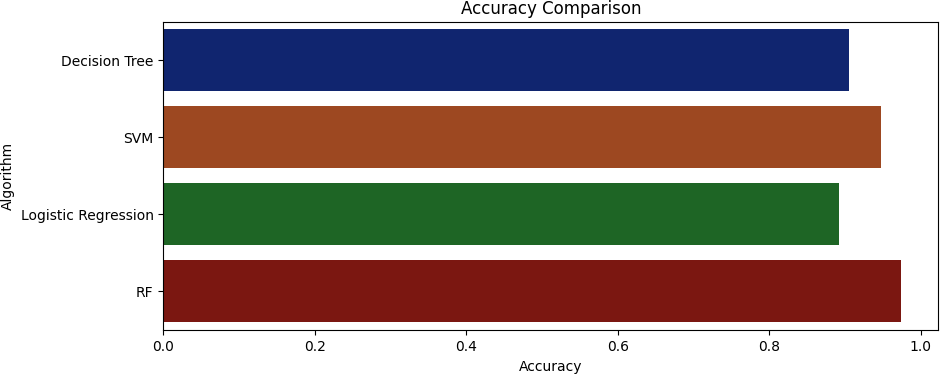 Accuracy Comparison
Decision Tree
SVM
Logistic Regression
RF
Algorithm
0.0 0.2 0.4 0.6 0.8 1.0
Accuracy